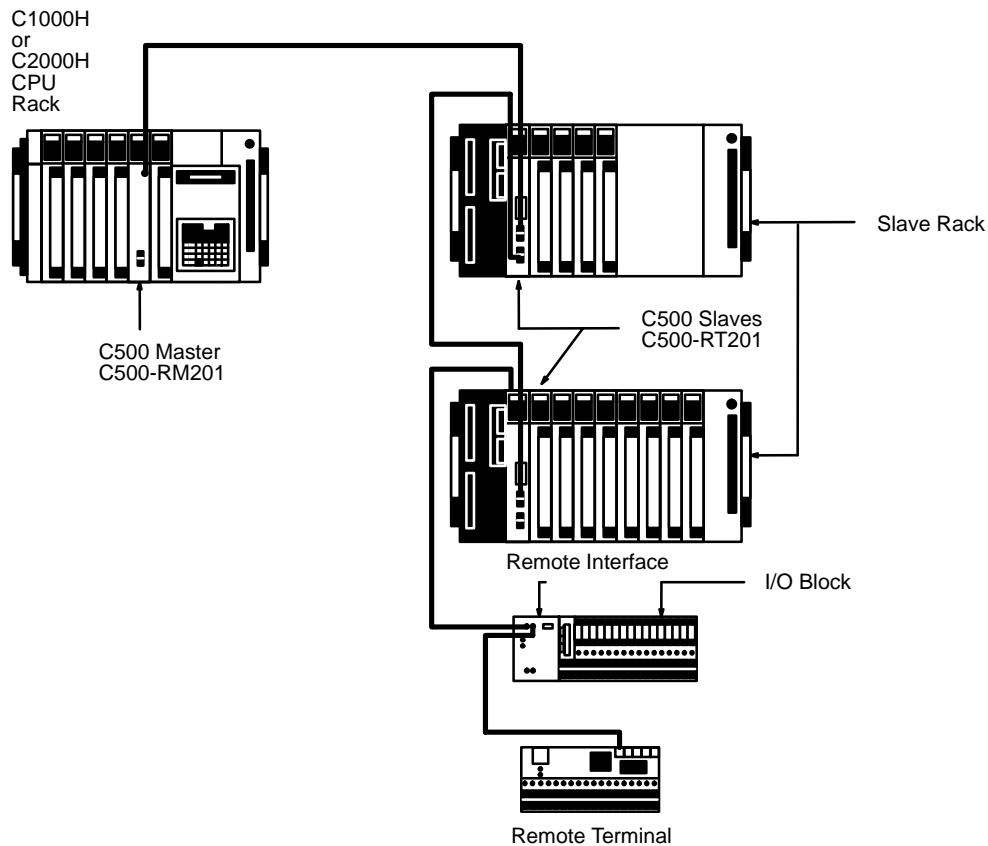 C1000H
or
C2000H
CPU
Rack
Slave Rack
C500 Slaves
C500-RT201
C500 Master
C500-RM201
Remote Interface
I/O Block
Remote Terminal